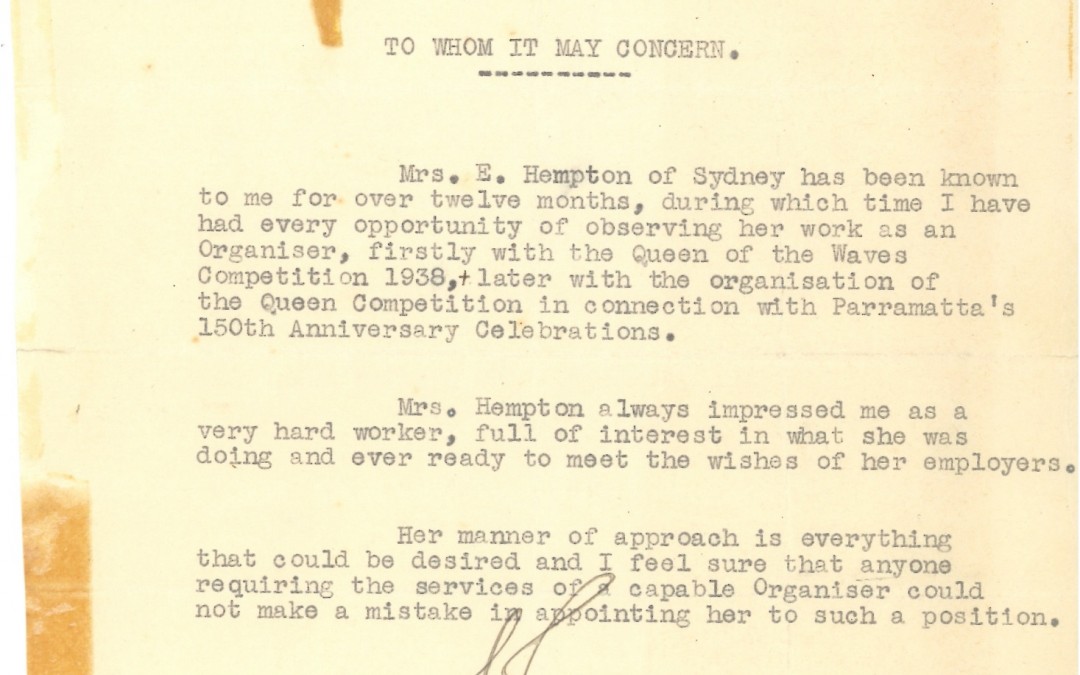 TO WHOM IT MAY CONCERN.
-----------
Mrs. E. Hempton of Sydney has been known
to me for over twelve months, during which time I have
had every opportunity of observing her work as an
Organiser, firstly with the Queen of the Waves
Competition 1938,+ later with the organisation of
the Queen Competition in connection with Parramatta's
150th Anniversary Celebrations.
Mrs. Hempton always impressed me as a
very hard worker, full of interest in what she was
doing and ever ready to meet the wishes of her employers.
Her manner of approach is everything
that could be desired and I feel sure that anyone
requiring the services of a capable Organiser could
not make a mistake in appointing her to such a position.